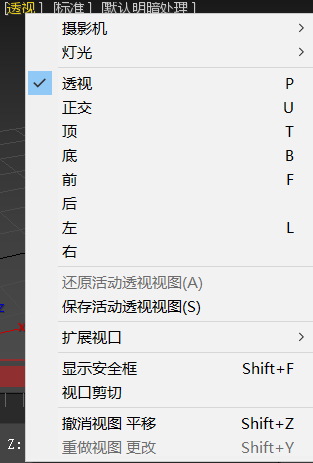 [透视] [标准] [默认明暗处理]
摄影机
灯光
透视 P
正交 U
顶 T
底 B
前 F
后
左 L
右
还原活动透视视图(A)
保存活动透视视图(S)
扩展视口
显示安全框 Shift+F
视口剪切
撤消视图 平移 Shift+Z
重做视图 更改 Shift+Y
Z: